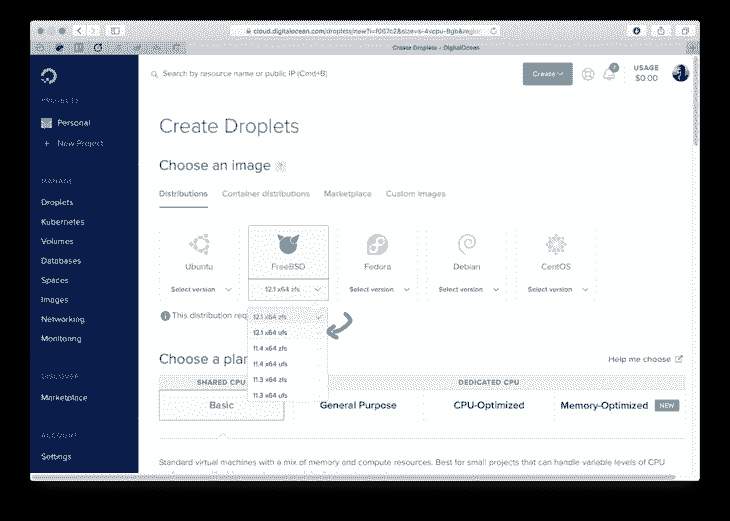 cloud.digitalocean.com/droplets/new?i=f067c2&size=s-4vcpu-8gb&region
Create Droplets - DigitalOcean
Search by resource name or public IP (Cmd+B)
Create
USAGE
$0.00
Personal
+ New Project
MANAGE
Droplets
Kubernetes
Volumes
Databases
Spaces
Images
Networking
Monitoring
DISCOVER
Marketplace
ACCOUNT
Settings
Create Droplets
Choose an image
Distributions Container distributions Marketplace Custom images
Ubuntu FreeBSD Fedora Debian CentOS
Select version 12.1 x64 zfs Select version Select version Select version
This distribution req
12.1 x64 zfs
12.1 x64 ufs
11.4 x64 zfs
11.4 x64 ufs
11.3 x64 zfs
11.3 x64 ufs
Choose a plan
Help me choose
SHARED CPU DEDICATED CPU
Basic General Purpose CPU-Optimized Memory-Optimized NEW
Standard virtual machines with a mix of memory and compute resources. Best for small projects that can handle variable levels of CPU